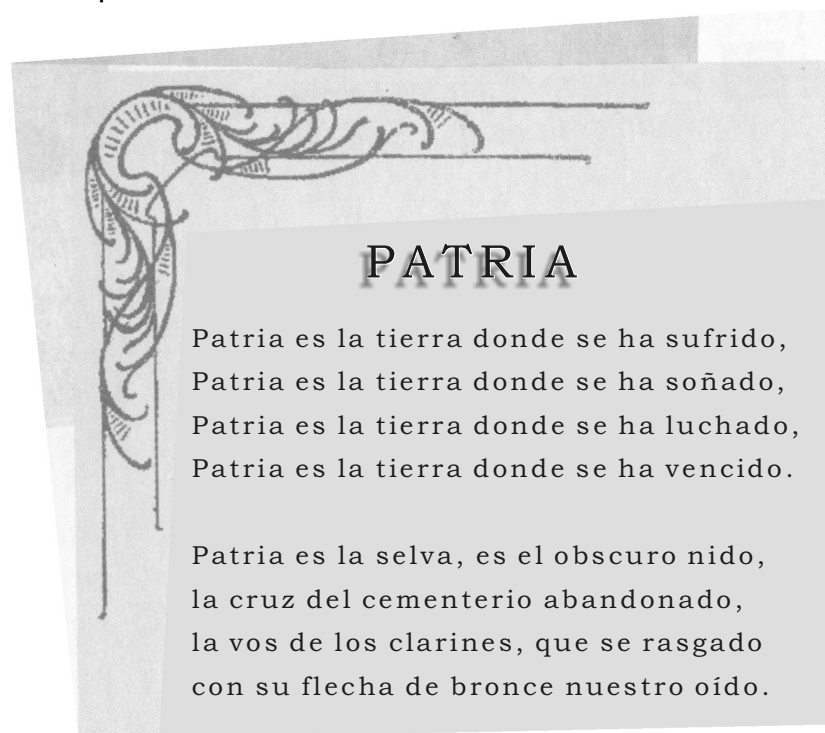 PATRIA
Patria es la tierra donde se ha sufrido,
Patria es la tierra donde se ha soñado,
Patria es la tierra donde se ha luchado,
Patria es la tierra donde se ha vencido.
Patria es la selva, es el obscuro nido,
la cruz del cementerio abandonado,
la vos de los clarines, que se rasgado
con su flecha de bronce nuestro oído.